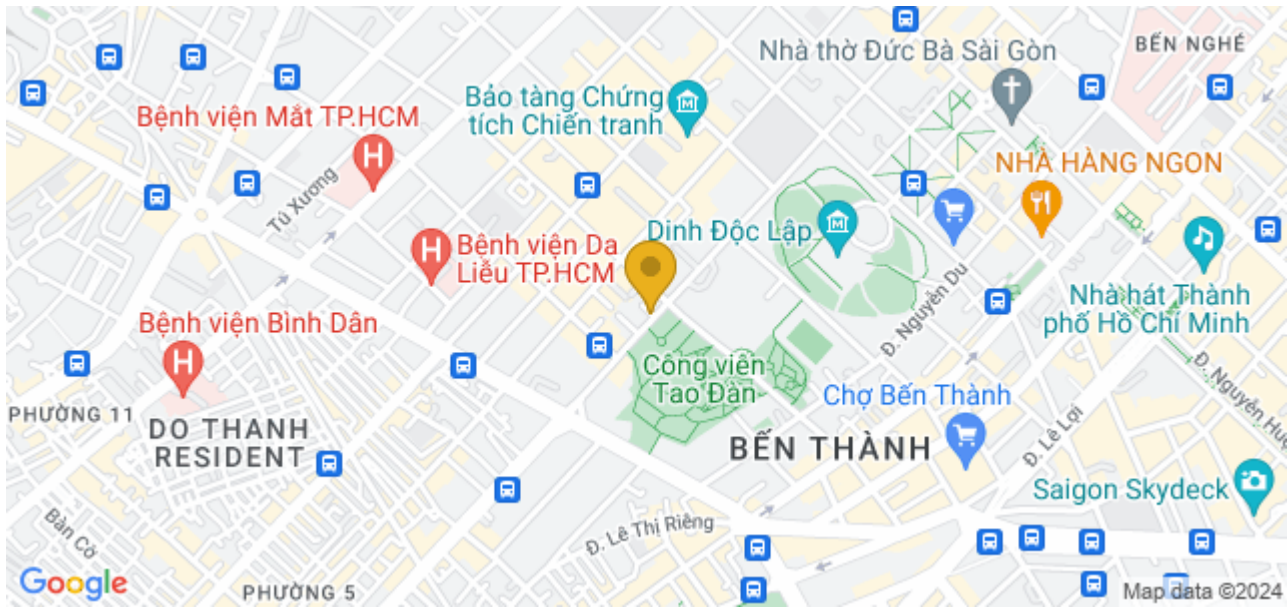 Nhà thờ Đức Bà Sài Gòn
BẾN NGHÉ
Bảo tàng Chứng
tích Chiến tranh
Bệnh viện Mắt TP.HCM
NHÀ HÀNG NGON
Tú Xương
Dinh Độc Lập
Bệnh viện Da
Liễu TP.HCM
Nhà hát Thành
phố Hồ Chí Minh
Đ. Nguyễn Du
Bệnh viện Bình Dân
Công viên
Tao Đàn
Chợ Bến Thành
Đ. Nguyễn Huệ
PHƯỜNG 11
DO THANH
RESIDENT
BẾN THÀNH
Đ. Lê Lợi
Saigon Skydeck
Bàn Cờ
Đ. Lê Thị Riêng
Google
PHƯỜNG 5
Map data ©2024